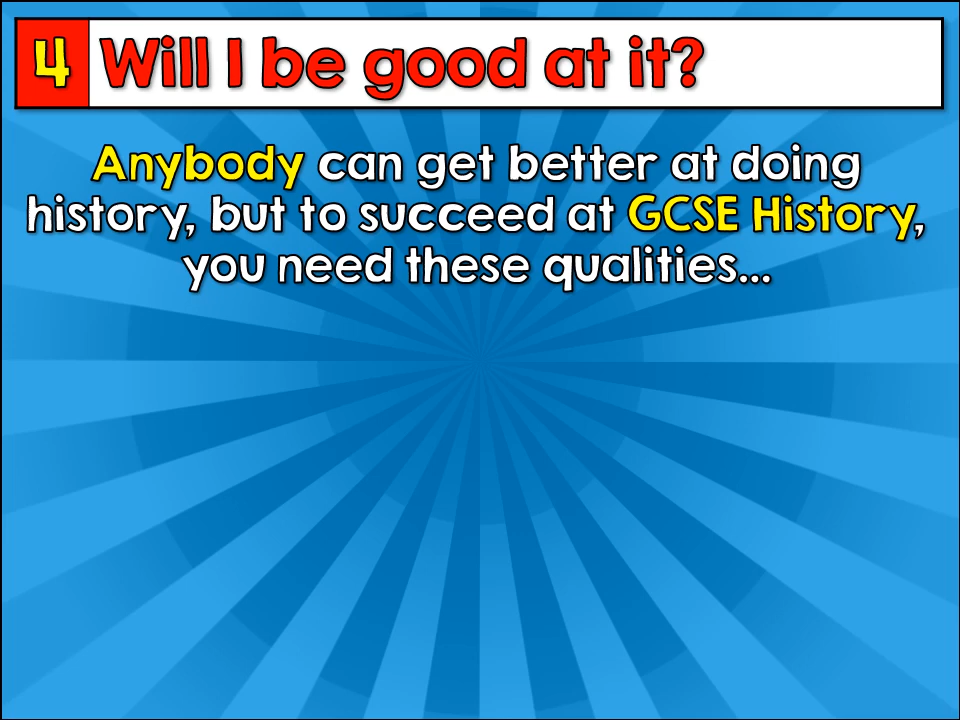 4 Will I be good at it?
Anybody can get better at doing
history, but to succeed at GCSE History,
you need these qualities...